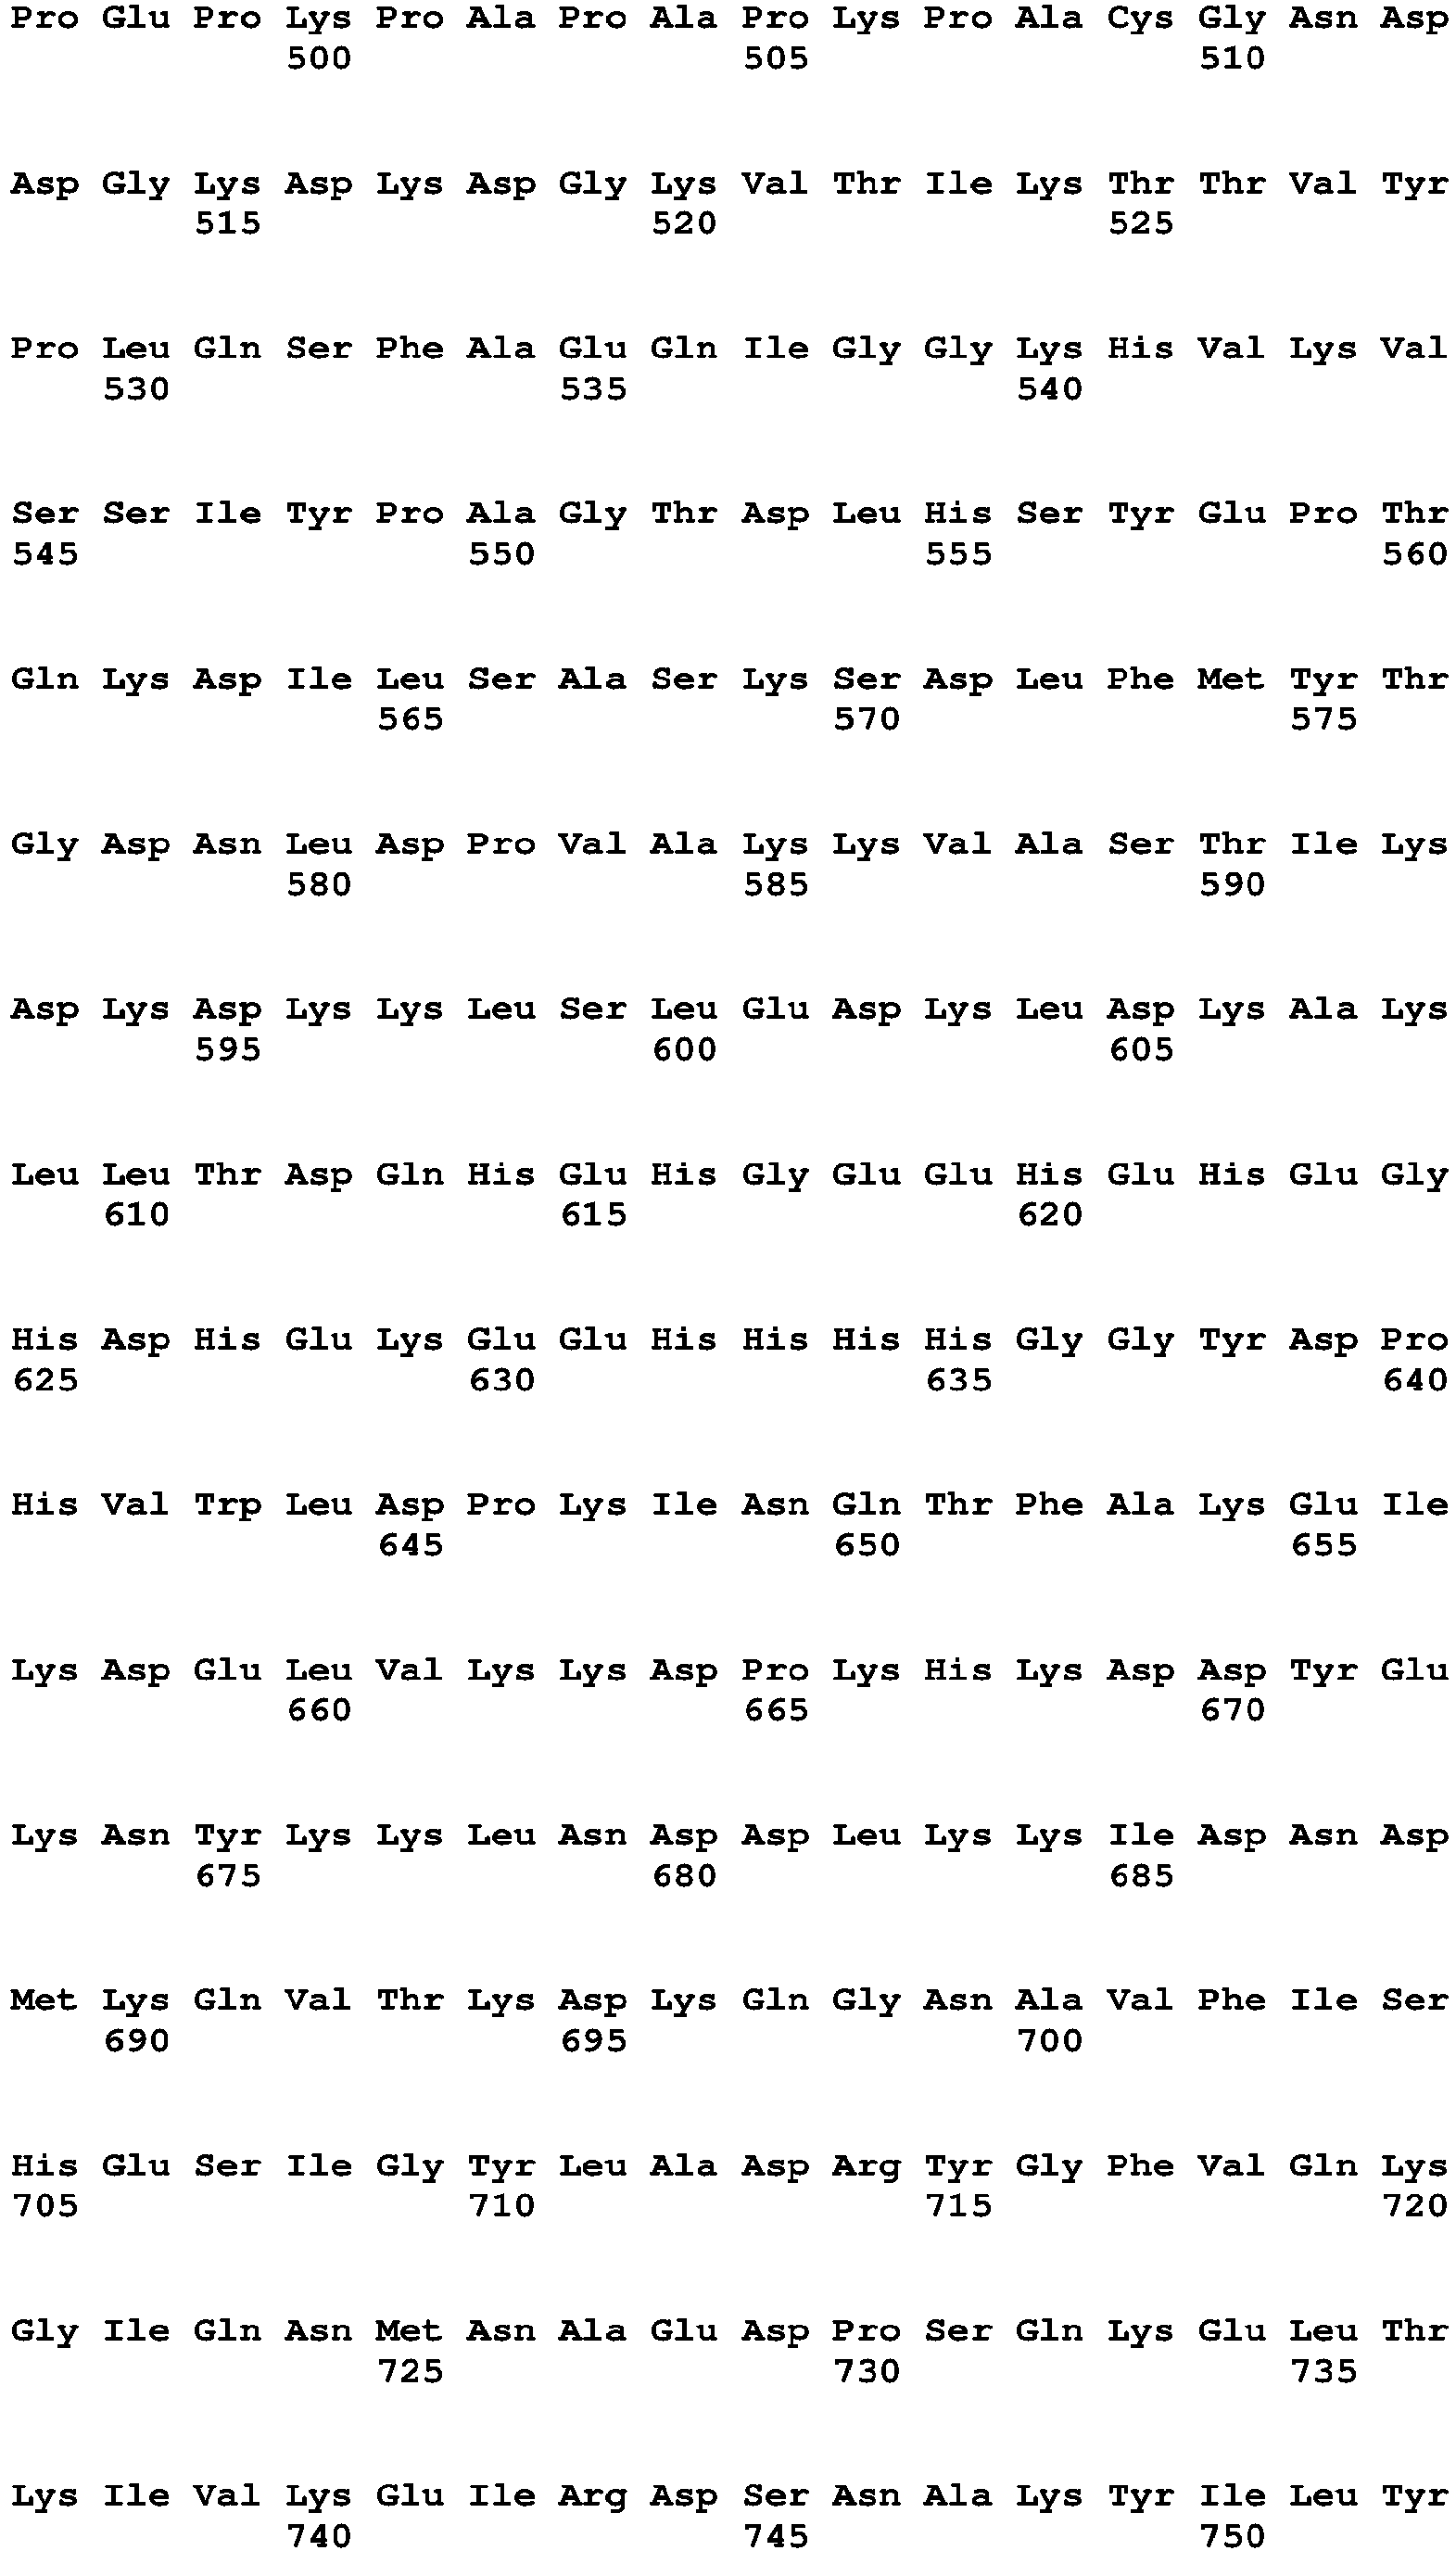 Pro Glu Pro Lys Pro Ala Pro Ala Pro Lys Pro Ala Cys Gly Asn Asp
500 505 510
Asp Gly Lys Asp Lys Asp Gly Lys Val Thr Ile Lys Thr Thr Val Tyr
515 520 525
Pro Leu Gln Ser Phe Ala Glu Gln Ile Gly Gly Lys His Val Lys Val
530 535 540
Ser Ser Ile Tyr Pro Ala Gly Thr Asp Leu His Ser Tyr Glu Pro Thr
545 550 555 560
Gln Lys Asp Ile Leu Ser Ala Ser Lys Ser Asp Leu Phe Met Tyr Thr
565 570 575
Gly Asp Asn Leu Asp Pro Val Ala Lys Lys Val Ala Ser Thr Ile Lys
580 585 590
Asp Lys Asp Lys Lys Leu Ser Leu Glu Asp Lys Leu Asp Lys Ala Lys
595 600 605
Leu Leu Thr Asp Gln His Glu His Gly Glu Glu His Glu His Glu Gly
610 615 620
His Asp His Glu Lys Glu Glu His His His His Gly Gly Tyr Asp Pro
625 630 635 640
His Val Trp Leu Asp Pro Lys Ile Asn Gln Thr Phe Ala Lys Glu Ile
645 650 655
Lys Asp Glu Leu Val Lys Lys Asp Pro Lys His Lys Asp Asp Tyr Glu
660 665 670
Lys Asn Tyr Lys Lys Leu Asn Asp Asp Leu Lys Lys Ile Asp Asn Asp
675 680 685
Met Lys Gln Val Thr Lys Asp Lys Gln Gly Asn Ala Val Phe Ile Ser
690 695 700
His Glu Ser Ile Gly Tyr Leu Ala Asp Arg Tyr Gly Phe Val Gln Lys
705 710 715 720
Gly Ile Gln Asn Met Asn Ala Glu Asp Pro Ser Gln Lys Glu Leu Thr
725 730 735
Lys Ile Val Lys Glu Ile Arg Asp Ser Asn Ala Lys Tyr Ile Leu Tyr
740 745 750